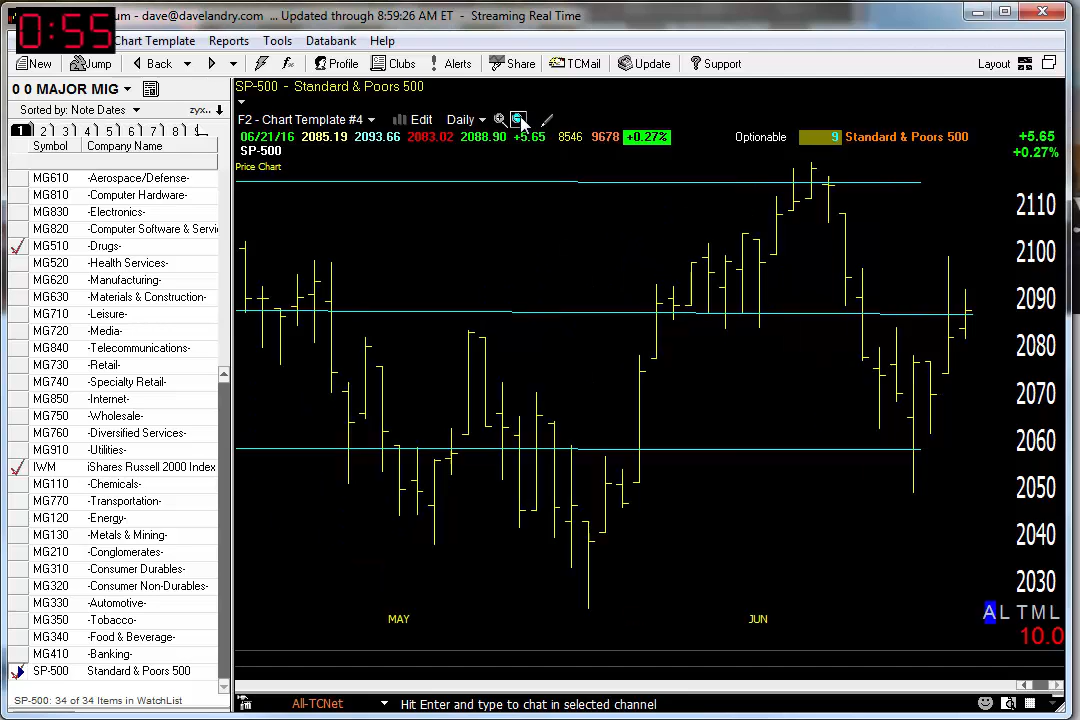 um - dave@davelandry.com ... Updated through 8:59:26 AM ET - Streaming Real Time
0:55
Chart Template Reports Tools Databank Help
New Jump Back Profile Clubs Alerts Share TCMail Update Support Layout
0 0 MAJOR MIG
Sorted by: Note Dates zyx..
1 2 3 4 5 6 7 8
Symbol Company Name
MG610 -Aerospace/Defense-
MG810 -Computer Hardware-
MG830 -Electronics-
MG820 -Computer Software & Servi
MG510 -Drugs-
MG520 -Health Services-
MG620 -Manufacturing-
MG630 -Materials & Construction-
MG710 -Leisure-
MG720 -Media-
MG840 -Telecommunications-
MG730 -Retail-
MG740 -Specialty Retail-
MG850 -Internet-
MG750 -Wholesale-
MG760 -Diversified Services-
MG910 -Utilities-
IWM iShares Russell 2000 Index
MG110 -Chemicals-
MG770 -Transportation-
MG120 -Energy-
MG130 -Metals & Mining-
MG210 -Conglomerates-
MG310 -Consumer Durables-
MG320 -Consumer Non-Durables-
MG330 -Automotive-
MG350 -Tobacco-
MG340 -Food & Beverage-
MG410 -Banking-
SP-500 Standard & Poors 500
SP-500: 34 of 34 Items in WatchList
SP-500 - Standard & Poors 500
F2 - Chart Template #4 Edit Daily
06/21/16 2085.19 2093.66 2083.02 2088.90 +5.65 8546 9678 +0.27% Optionable 9 Standard & Poors 500 +5.65
+0.27%
SP-500
Price Chart
2110
2100
2090
2080
2070
2060
2050
2040
2030
MAY JUN
A L T M L
10.0
All-TCNet Hit Enter and type to chat in selected channel